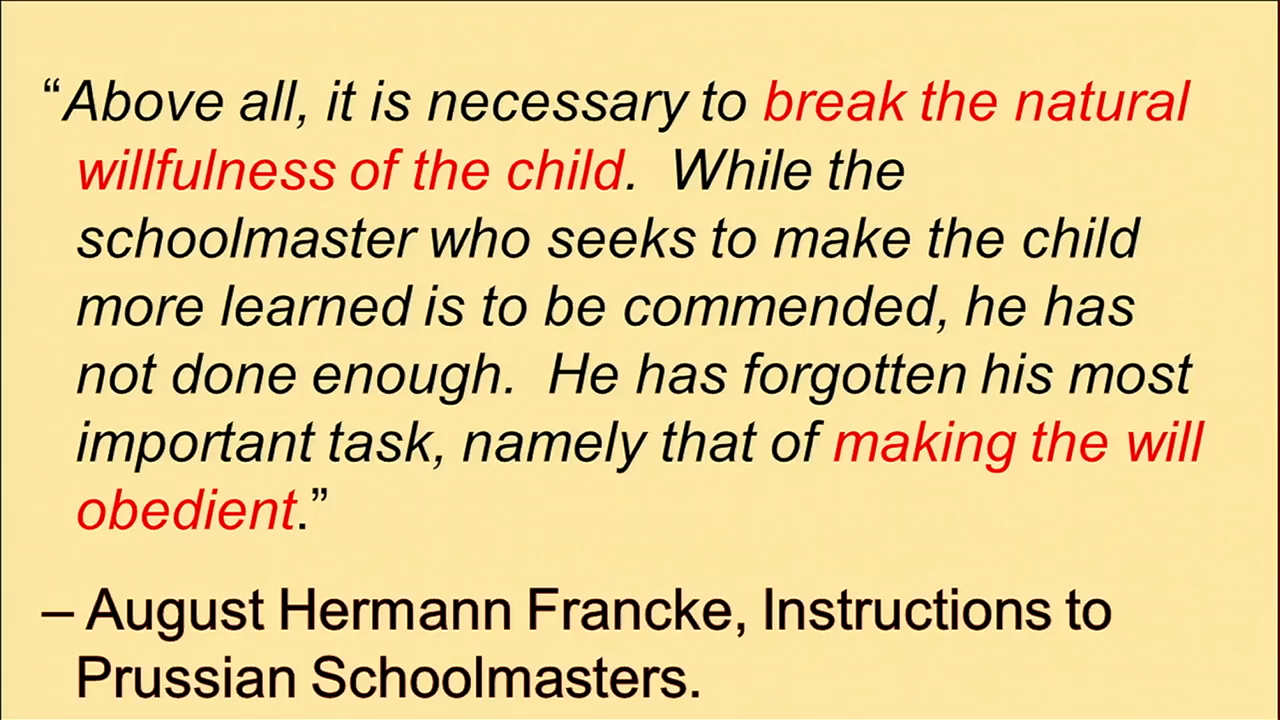 “Above all, it is necessary to break the natural
willfulness of the child.  While the
schoolmaster who seeks to make the child
more learned is to be commended, he has
not done enough.  He has forgotten his most
important task, namely that of making the will
obedient.”
– August Hermann Francke, Instructions to
Prussian Schoolmasters.